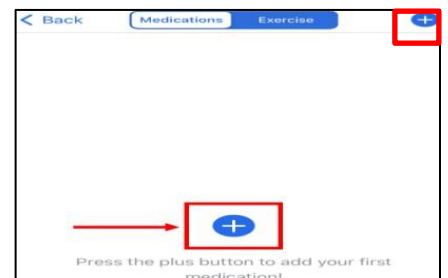 Back Medications Exercise
Press the plus button to add your first
medication!